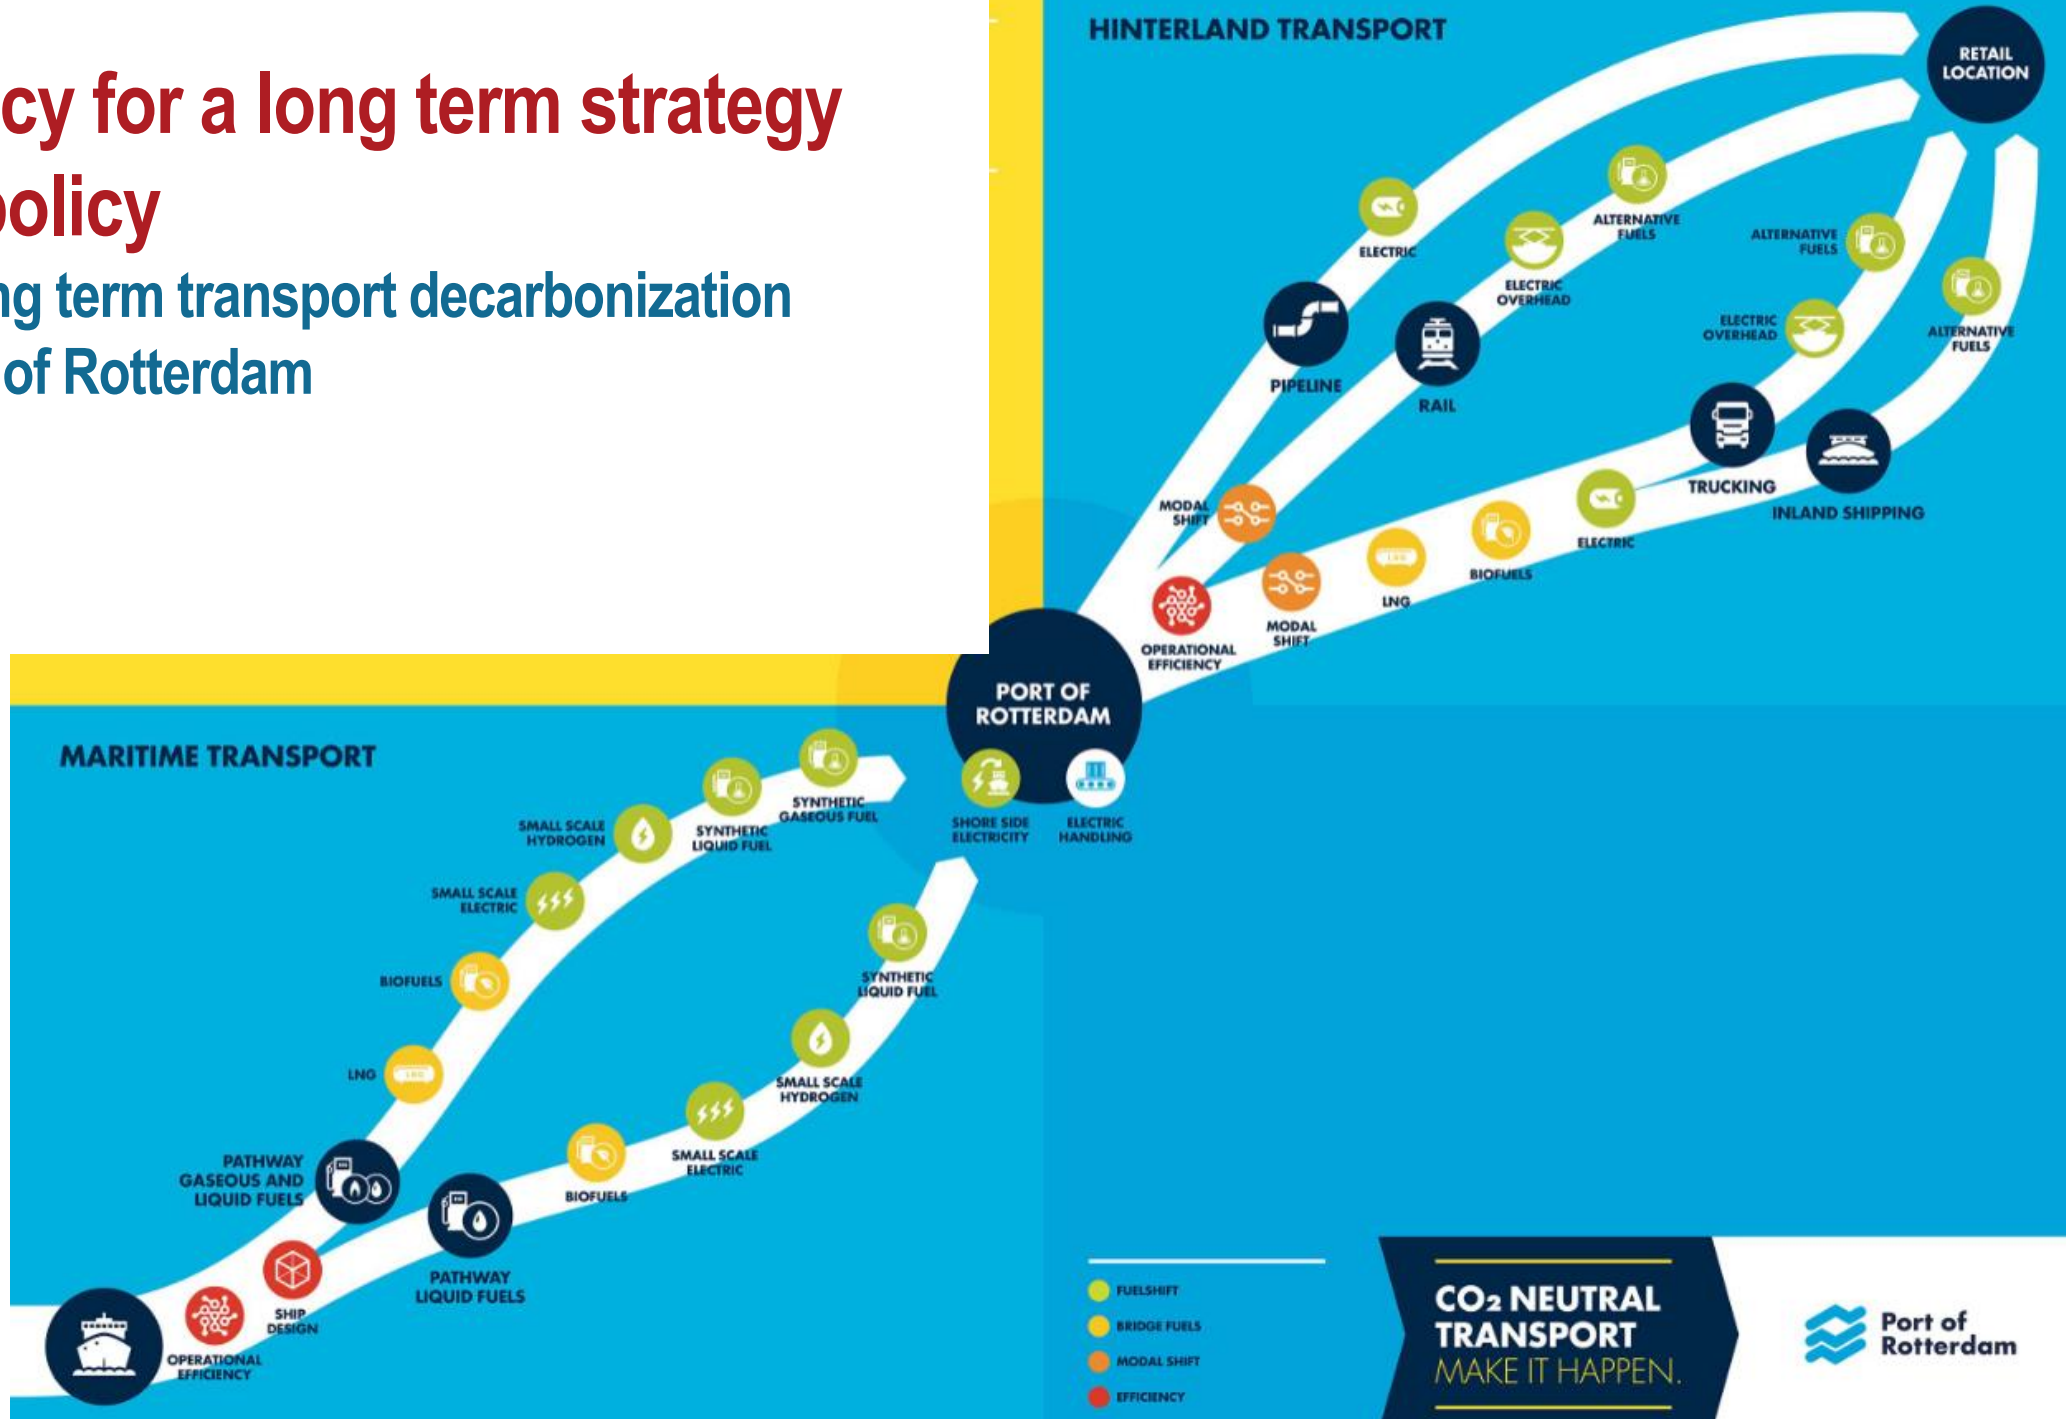 cy for a long term strategy
policy
ng term transport decarbonization
of Rotterdam
HINTERLAND TRANSPORT
RETAIL
LOCATION
ELECTRIC
ALTERNATIVE
FUELS
ELECTRIC
OVERHEAD
ALTERNATIVE
FUELS
ELECTRIC
OVERHEAD
ALTERNATIVE
FUELS
PIPELINE
RAIL
TRUCKING
INLAND SHIPPING
MODAL
SHIFT
ELECTRIC
BIOFUELS
LNG
LNG
MODAL
SHIFT
OPERATIONAL
EFFICIENCY
PORT OF
ROTTERDAM
SHORE SIDE
ELECTRICITY
ELECTRIC
HANDLING
MARITIME TRANSPORT
SYNTHETIC
GASEOUS FUEL
SYNTHETIC
LIQUID FUEL
SMALL SCALE
HYDROGEN
SMALL SCALE
ELECTRIC
BIOFUELS
LNG
LNG
PATHWAY
GASEOUS AND
LIQUID FUELS
SYNTHETIC
LIQUID FUEL
SMALL SCALE
HYDROGEN
SMALL SCALE
ELECTRIC
BIOFUELS
PATHWAY
LIQUID FUELS
SHIP
DESIGN
OPERATIONAL
EFFICIENCY
FUELSHIFT
BRIDGE FUELS
MODAL SHIFT
EFFICIENCY
CO2 NEUTRAL
TRANSPORT
MAKE IT HAPPEN.
Port of
Rotterdam